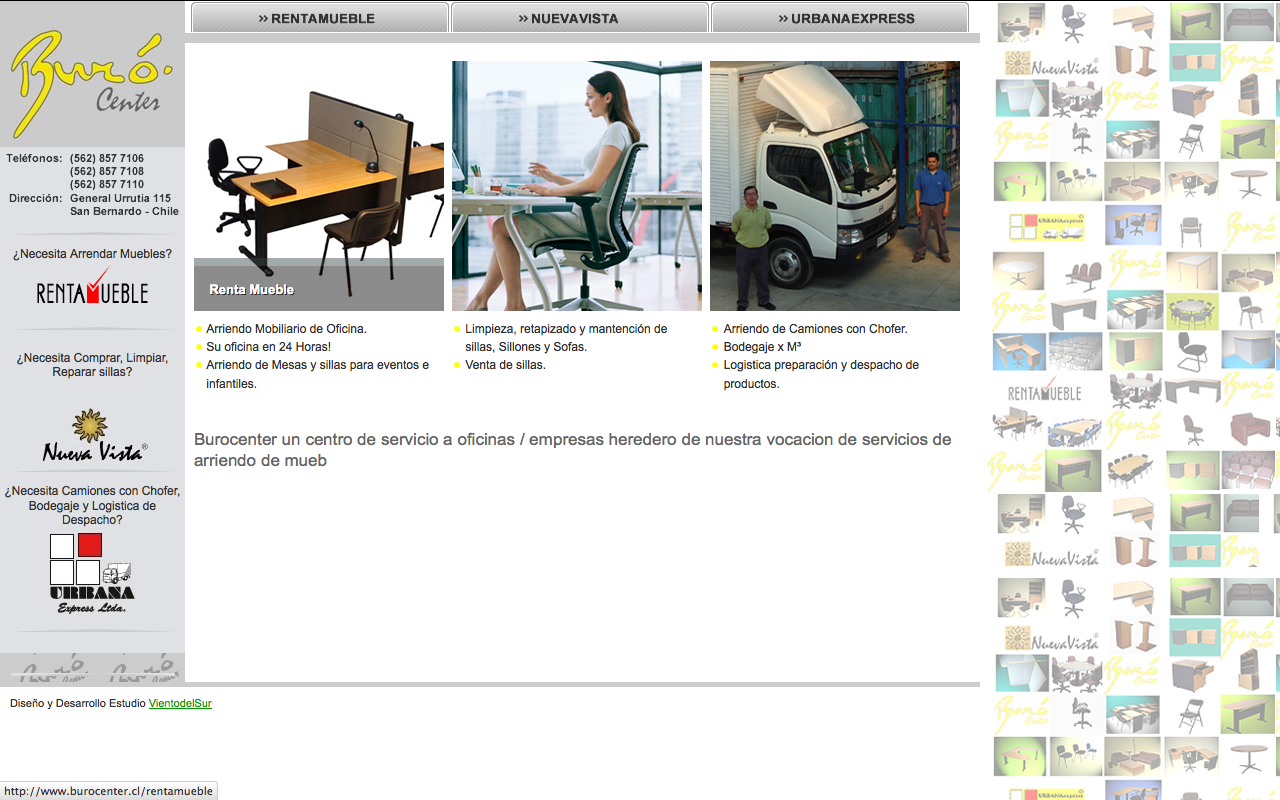 Buró
Center
Teléfonos: (562) 857 7106
(562) 857 7108
(562) 857 7110
Dirección: General Urrutia 115
San Bernardo - Chile
¿Necesita Arrendar Muebles?
RENTAMUEBLE
¿Necesita Comprar, Limpiar,
Reparar sillas?
Nueva Vista®
¿Necesita Camiones con Chofer,
Bodegaje y Logistica de
Despacho?
URBANA
Express Ltda.
›› RENTAMUEBLE
›› NUEVAVISTA
›› URBANAEXPRESS
Renta Mueble
Arriendo Mobiliario de Oficina.
Su oficina en 24 Horas!
Arriendo de Mesas y sillas para eventos e
infantiles.
Limpieza, retapizado y mantención de
sillas, Sillones y Sofas.
Venta de sillas.
Arriendo de Camiones con Chofer.
Bodegaje x M³
Logistica preparación y despacho de
productos.
Burocenter un centro de servicio a oficinas / empresas heredero de nuestra vocacion de servicios de
arriendo de mueb
NuevaVista
Buró
Center
URBANAexpress
RENTAMUEBLE
NuevaVista
NuevaVista
URBANAexpress
Diseño y Desarrollo Estudio VientodelSur
http://www.burocenter.cl/rentamueble